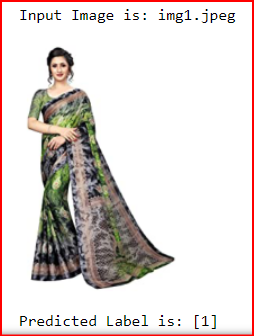 Input Image is: img1.jpeg
Predicted Label is: [1]